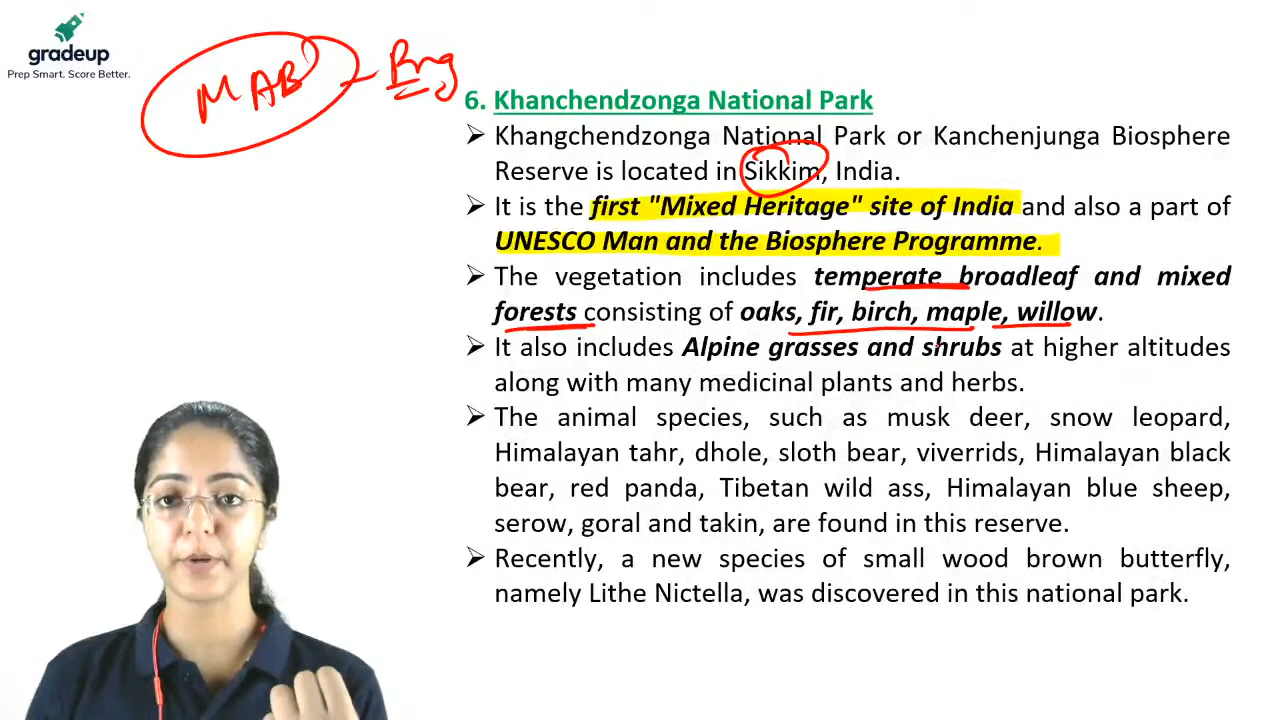 gradeup
Prep Smart. Score Better.
MAB
6. Khanchendzonga National Park
➢ Khangchendzonga National Park or Kanchenjunga Biosphere
Reserve is located in Sikkim, India.
➢ It is the first "Mixed Heritage" site of India and also a part of
UNESCO Man and the Biosphere Programme.
➢ The vegetation includes temperate broadleaf and mixed
forests consisting of oaks, fir, birch, maple, willow.
➢ It also includes Alpine grasses and shrubs at higher altitudes
along with many medicinal plants and herbs.
➢ The animal species, such as musk deer, snow leopard,
Himalayan tahr, dhole, sloth bear, viverrids, Himalayan black
bear, red panda, Tibetan wild ass, Himalayan blue sheep,
serow, goral and takin, are found in this reserve.
➢ Recently, a new species of small wood brown butterfly,
namely Lithe Nictella, was discovered in this national park.